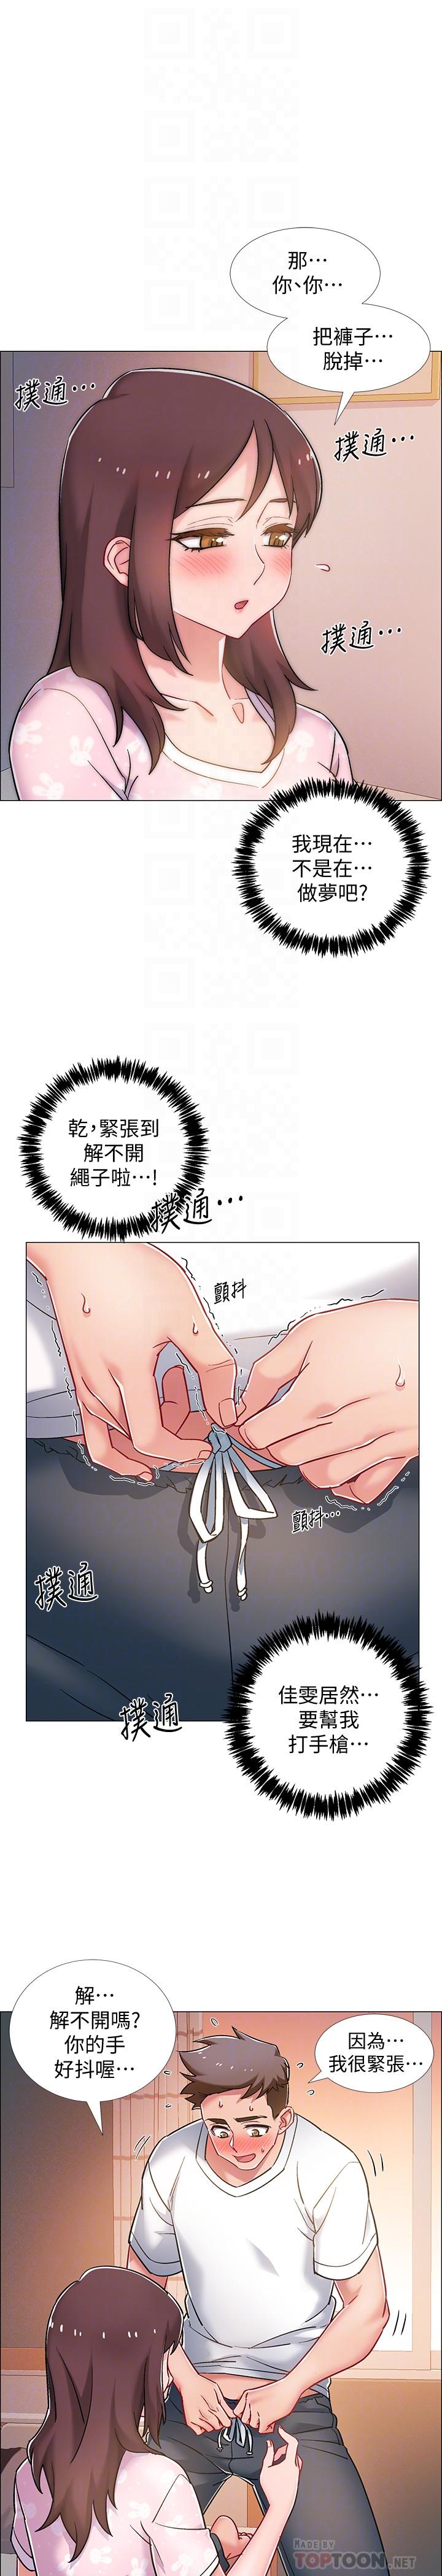 那⋯
你、你⋯
把褲子⋯
脫掉⋯
撲通⋯
撲通⋯
撲通⋯
我現在⋯
不是在⋯
做夢吧?
乾,緊張到
解不開
繩子啦⋯!
撲通⋯
顫抖
顫抖⋯
撲通
撲通
佳雯居然⋯
要幫我
打手槍⋯
解⋯
解不開嗎?
你的手
好抖喔⋯
因為⋯
我很緊張⋯
MADE BY
TOPTOON.NET